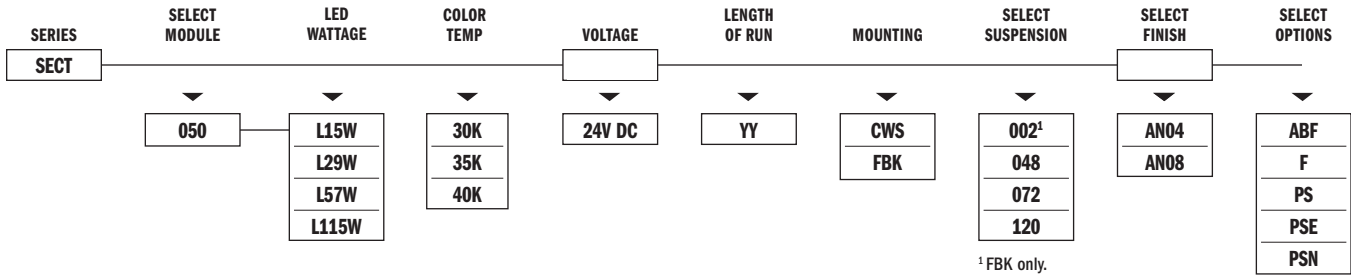 SERIES
SELECT
MODULE
LED
WATTAGE
COLOR
TEMP
VOLTAGE
LENGTH
OF RUN
MOUNTING
SELECT
SUSPENSION
SELECT
FINISH
SELECT
OPTIONS
SECT
050
L15W
L29W
L57W
L115W
30K
35K
40K
24V DC
YY
CWS
FBK
002¹
048
072
120
¹ FBK only.
AN04
AN08
ABF
F
PS
PSE
PSN